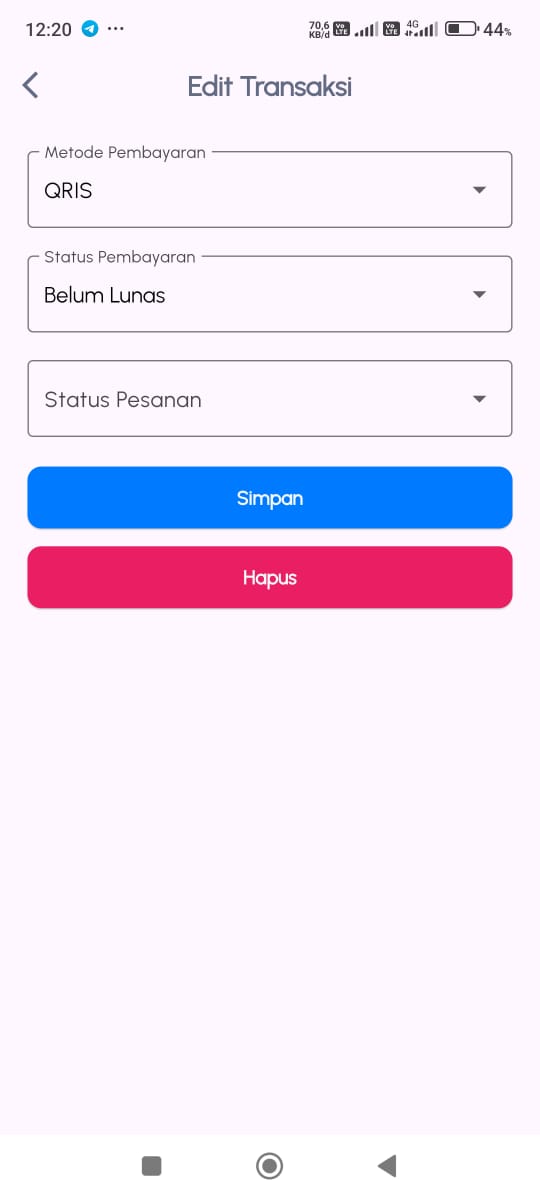 12:20 ... 70,6 KB/d Vo LTE Vo LTE 4G 44%
Edit Transaksi
Metode Pembayaran
QRIS
Status Pembayaran
Belum Lunas
Status Pesanan
Simpan
Hapus